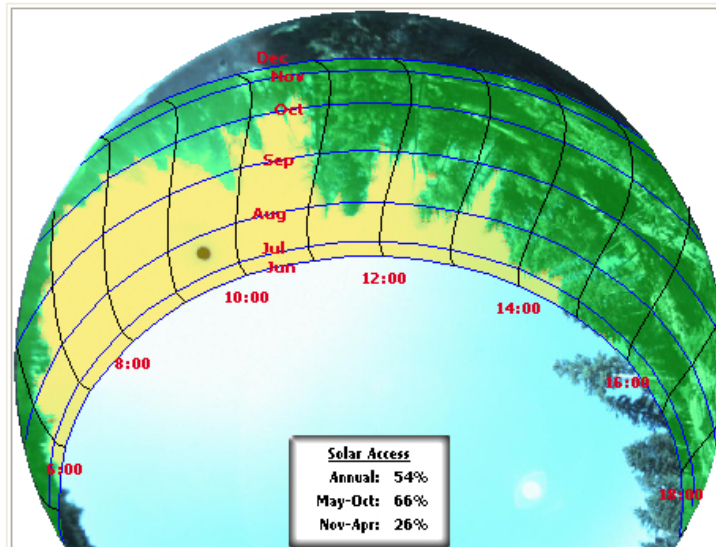 Dec
Nov
Oct
Sep
Aug
Jul
Jun
10:00
12:00
14:00
8:00
16:00
6:00
18:00
Solar Access
Annual: 54%
May-Oct: 66%
Nov-Apr: 26%